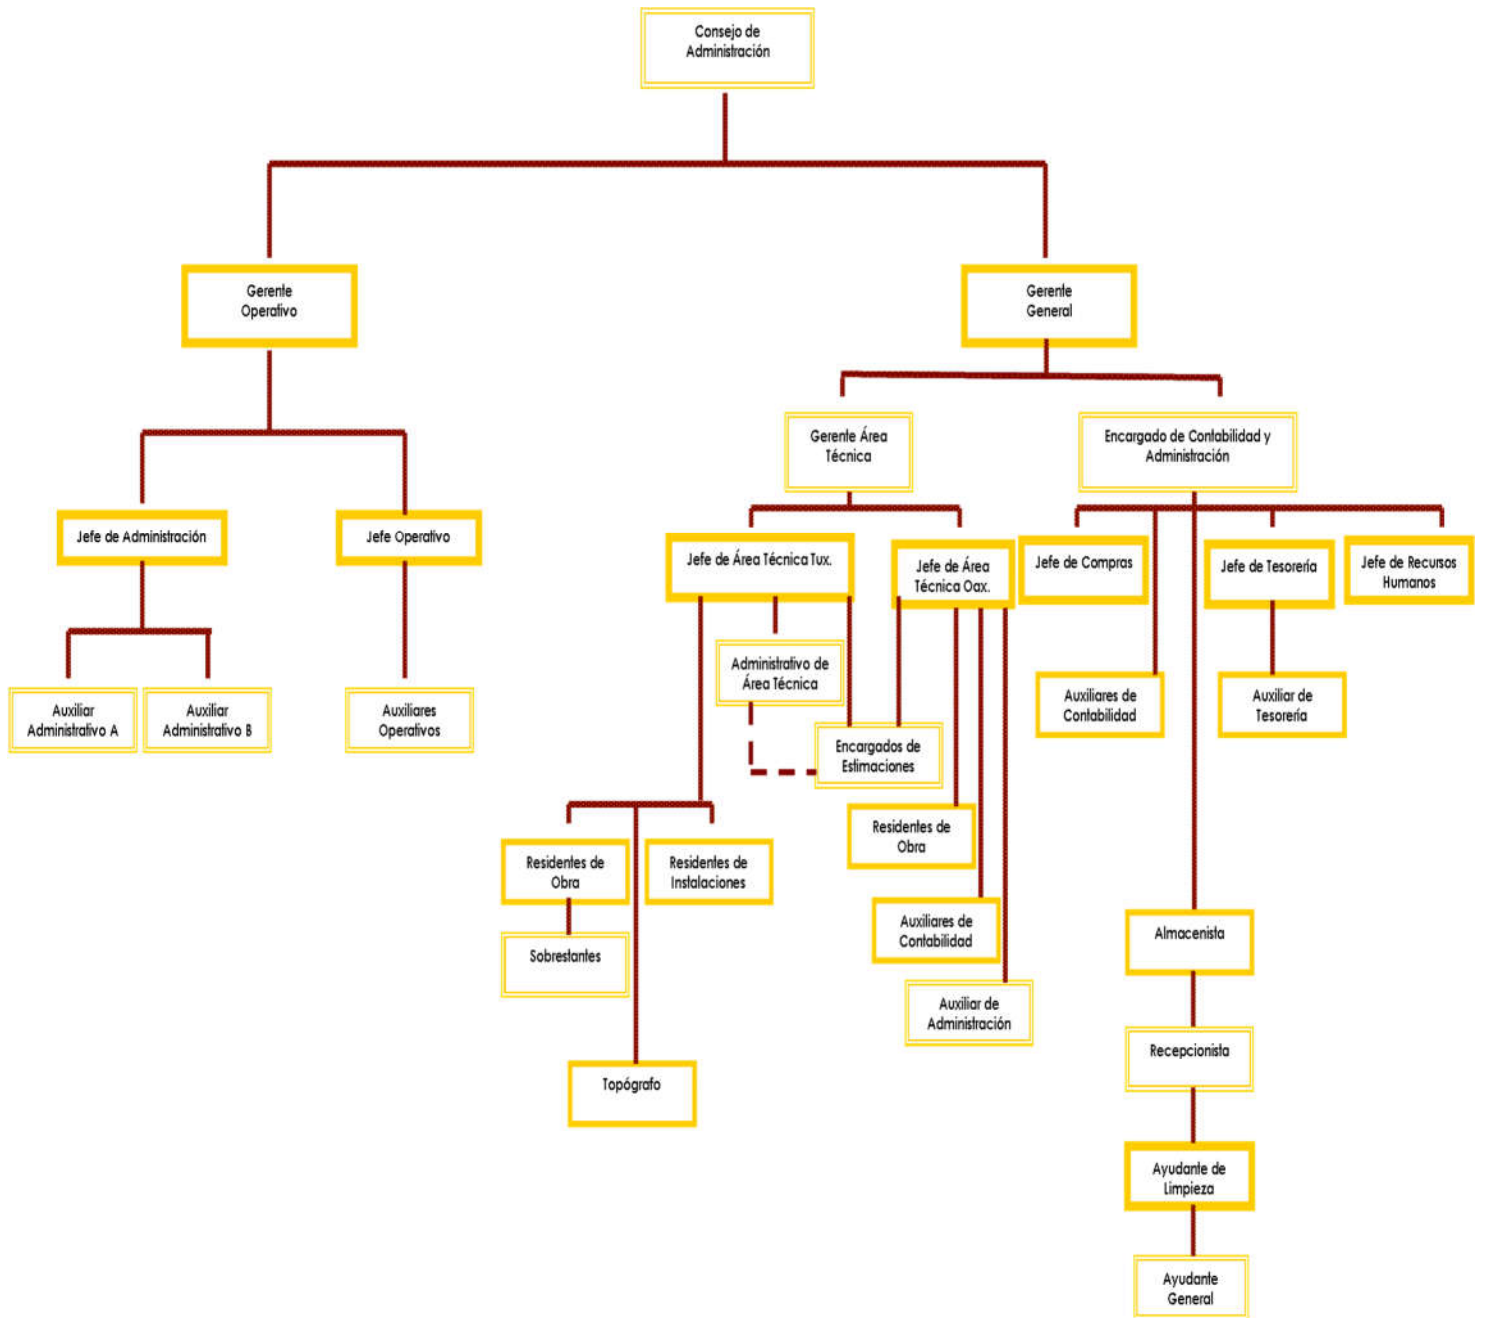 Consejo de
Administración
Gerente
Operativo
Gerente
General
Gerente Área
Técnica
Encargado de Contabilidad y
Administración
Jefe de Administración
Jefe Operativo
Jefe de Área Técnica Tux.
Jefe de Área
Técnica Oax.
Jefe de Compras
Jefe de Tesorería
Jefe de Recursos
Humanos
Administrativo de
Área Técnica
Auxiliar
Administrativo A
Auxiliar
Administrativo B
Auxiliares
Operativos
Encargados de
Estimaciones
Auxiliares de
Contabilidad
Auxiliar de
Tesorería
Residentes de
Obra
Residentes de
Instalaciones
Residentes de
Obra
Sobrestantes
Auxiliares de
Contabilidad
Almacenista
Auxiliar de
Administración
Topógrafo
Recepcionista
Ayudante de
Limpieza
Ayudante
General